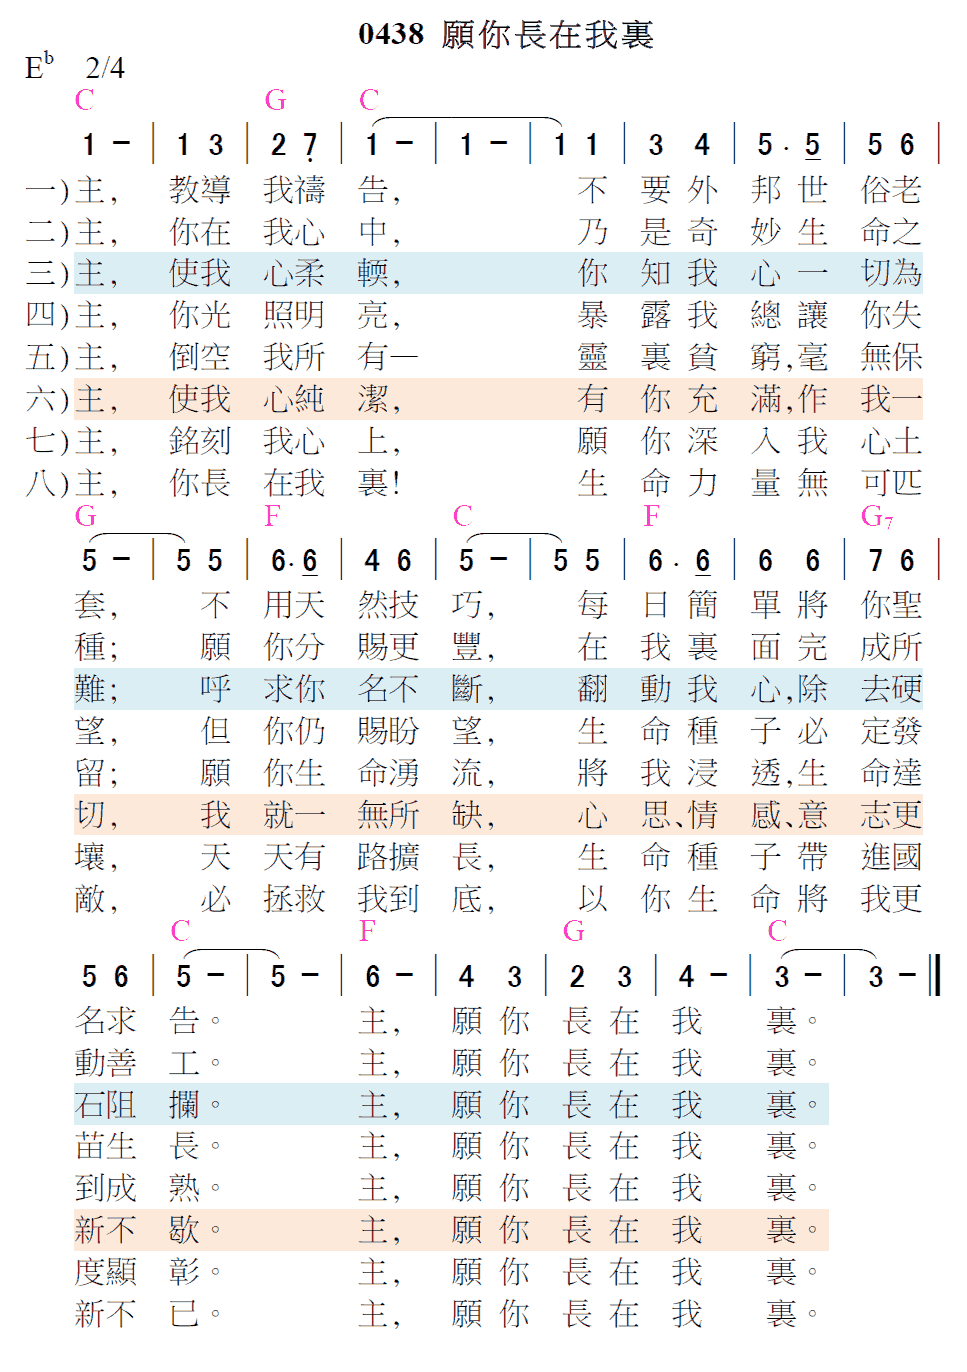 0438 願你長在我裏
E♭ 2/4
C G C
1 – | 1 3 | 2 7̣ | 1 – | 1 – | 1 1 | 3 4 | 5 · 5 | 5 6 |
一)主, 教導 我禱 告, 不 要 外 邦 世 俗老
二)主, 你在 我心 中, 乃 是 奇 妙 生 命之
三)主, 使我 心柔 輭, 你 知 我 心 一 切為
四)主, 你光 照明 亮, 暴 露 我 總 讓 你失
五)主, 倒空 我所 有— 靈 裏 貧 窮,毫 無保
六)主, 使我 心純 潔, 有 你 充 滿,作 我一
七)主, 銘刻 我心 上, 願 你 深 入 我 心土
八)主, 你長 在我 裏! 生 命 力 量 無 可匹
G F C F G7
5 – | 5 5 | 6·6 | 4 6 | 5 – | 5 5 | 6 · 6 | 6 6 | 7 6 |
套, 不 用天 然技 巧, 每 日 簡 單 將 你聖
種; 願 你分 賜更 豐, 在 我 裏 面 完 成所
難; 呼 求你 名不 斷, 翻 動 我 心,除 去硬
望, 但 你仍 賜盼 望, 生 命 種 子 必 定發
留; 願 你生 命湧 流, 將 我 浸 透,生 命達
切, 我 就一 無所 缺, 心 思、情 感、意 志更
壤, 天 天有 路擴 長, 生 命 種 子 帶 進國
敵, 必 拯救 我到 底, 以 你 生 命 將 我更
C F G C
5 6 | 5 – | 5 – | 6 – | 4 3 | 2 3 | 4 – | 3 – | 3 – ‖
名求 告。 主, 願 你 長 在 我 裏。
動善 工。 主, 願 你 長 在 我 裏。
石阻 攔。 主, 願 你 長 在 我 裏。
苗生 長。 主, 願 你 長 在 我 裏。
到成 熟。 主, 願 你 長 在 我 裏。
新不 歇。 主, 願 你 長 在 我 裏。
度顯 彰。 主, 願 你 長 在 我 裏。
新不 已。 主, 願 你 長 在 我 裏。